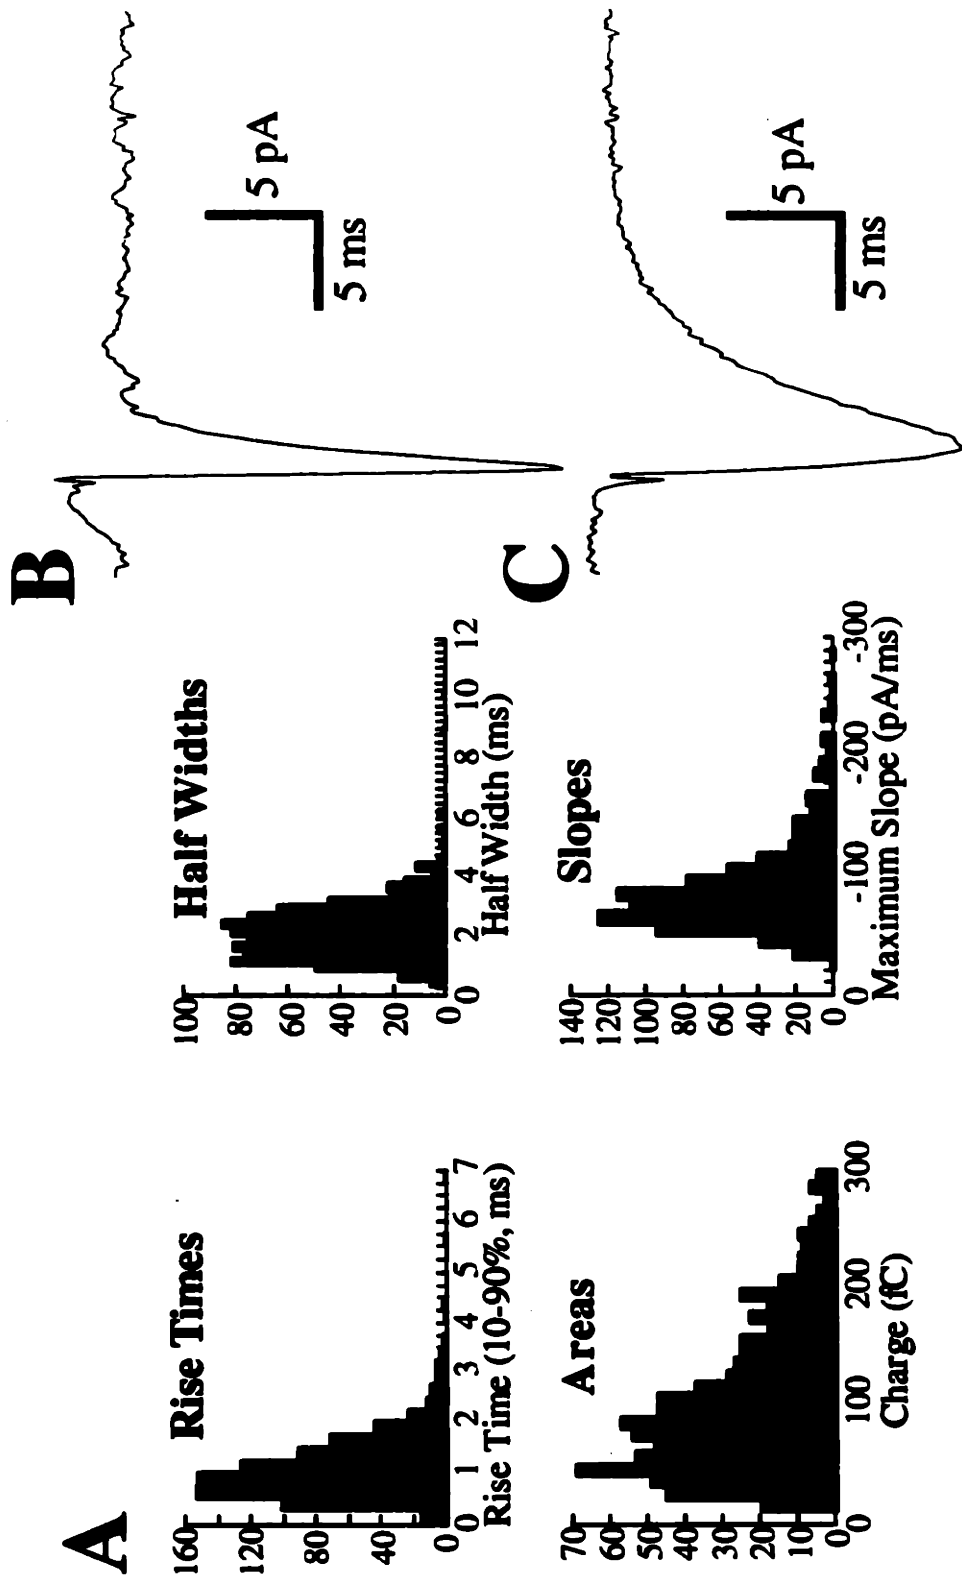 A
Rise Times
160
120
80
40
0
0 1 2 3 4 5 6 7
Rise Time (10-90%, ms)
Half Widths
100
80
60
40
20
0
0 2 4 6 8 10 12
Half Width (ms)
Areas
70
60
50
40
30
20
10
0
0 100 200 300
Charge (fC)
Slopes
140
120
100
80
60
40
20
0
0 -100 -200 -300
Maximum Slope (pA/ms)
B
5 pA
5 ms
C
5 pA
5 ms